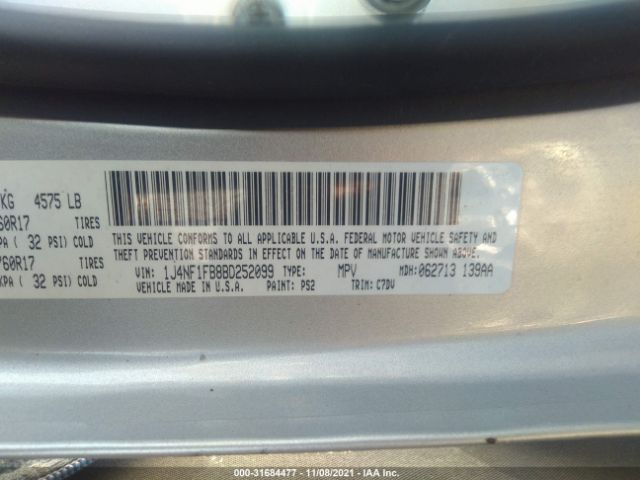 KG 4575 LB
60R17 TIRES
KPA ( 32 PSI) COLD
/60R17 TIRES
KPA ( 32 PSI) COLD
THIS VEHICLE CONFORMS TO ALL APPLICABLE U.S.A. FEDERAL MOTOR VEHICLE SAFETY AND
THEFT PREVENTION STANDARDS IN EFFECT ON THE DATE OF MANUFACTURE SHOWN ABOVE.
VIN: 1J4NF1FB8BD252099 TYPE: MPV MDH: 062713 139AA
VEHICLE MADE IN U.S.A. PAINT: PS2 TRIM: C7DV
000-31684477 - 11/08/2021 - IAA Inc.